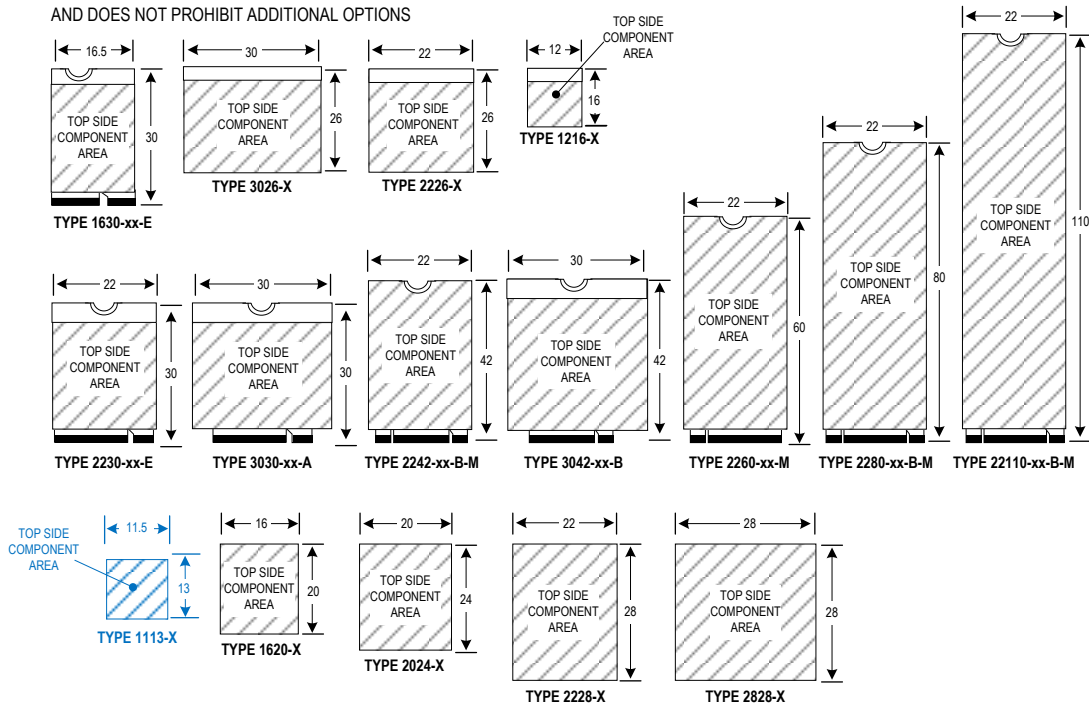 AND DOES NOT PROHIBIT ADDITIONAL OPTIONS
16.5
TOP SIDE
COMPONENT
AREA
30
TYPE 1630-xx-E
30
TOP SIDE
COMPONENT
AREA
26
TYPE 3026-X
22
TOP SIDE
COMPONENT
AREA
26
TYPE 2226-X
12
TOP SIDE
COMPONENT
AREA
16
TYPE 1216-X
22
TOP SIDE
COMPONENT
AREA
30
TYPE 2230-xx-E
30
TOP SIDE
COMPONENT
AREA
30
TYPE 3030-xx-A
22
TOP SIDE
COMPONENT
AREA
42
TYPE 2242-xx-B-M
30
TOP SIDE
COMPONENT
AREA
42
TYPE 3042-xx-B
22
TOP SIDE
COMPONENT
AREA
60
TYPE 2260-xx-M
22
TOP SIDE
COMPONENT
AREA
80
TYPE 2280-xx-B-M
22
TOP SIDE
COMPONENT
AREA
110
TYPE 22110-xx-B-M
11.5
TOP SIDE
COMPONENT
AREA
13
TYPE 1113-X
16
TOP SIDE
COMPONENT
AREA
20
TYPE 1620-X
20
TOP SIDE
COMPONENT
AREA
24
TYPE 2024-X
22
TOP SIDE
COMPONENT
AREA
28
TYPE 2228-X
28
TOP SIDE
COMPONENT
AREA
28
TYPE 2828-X